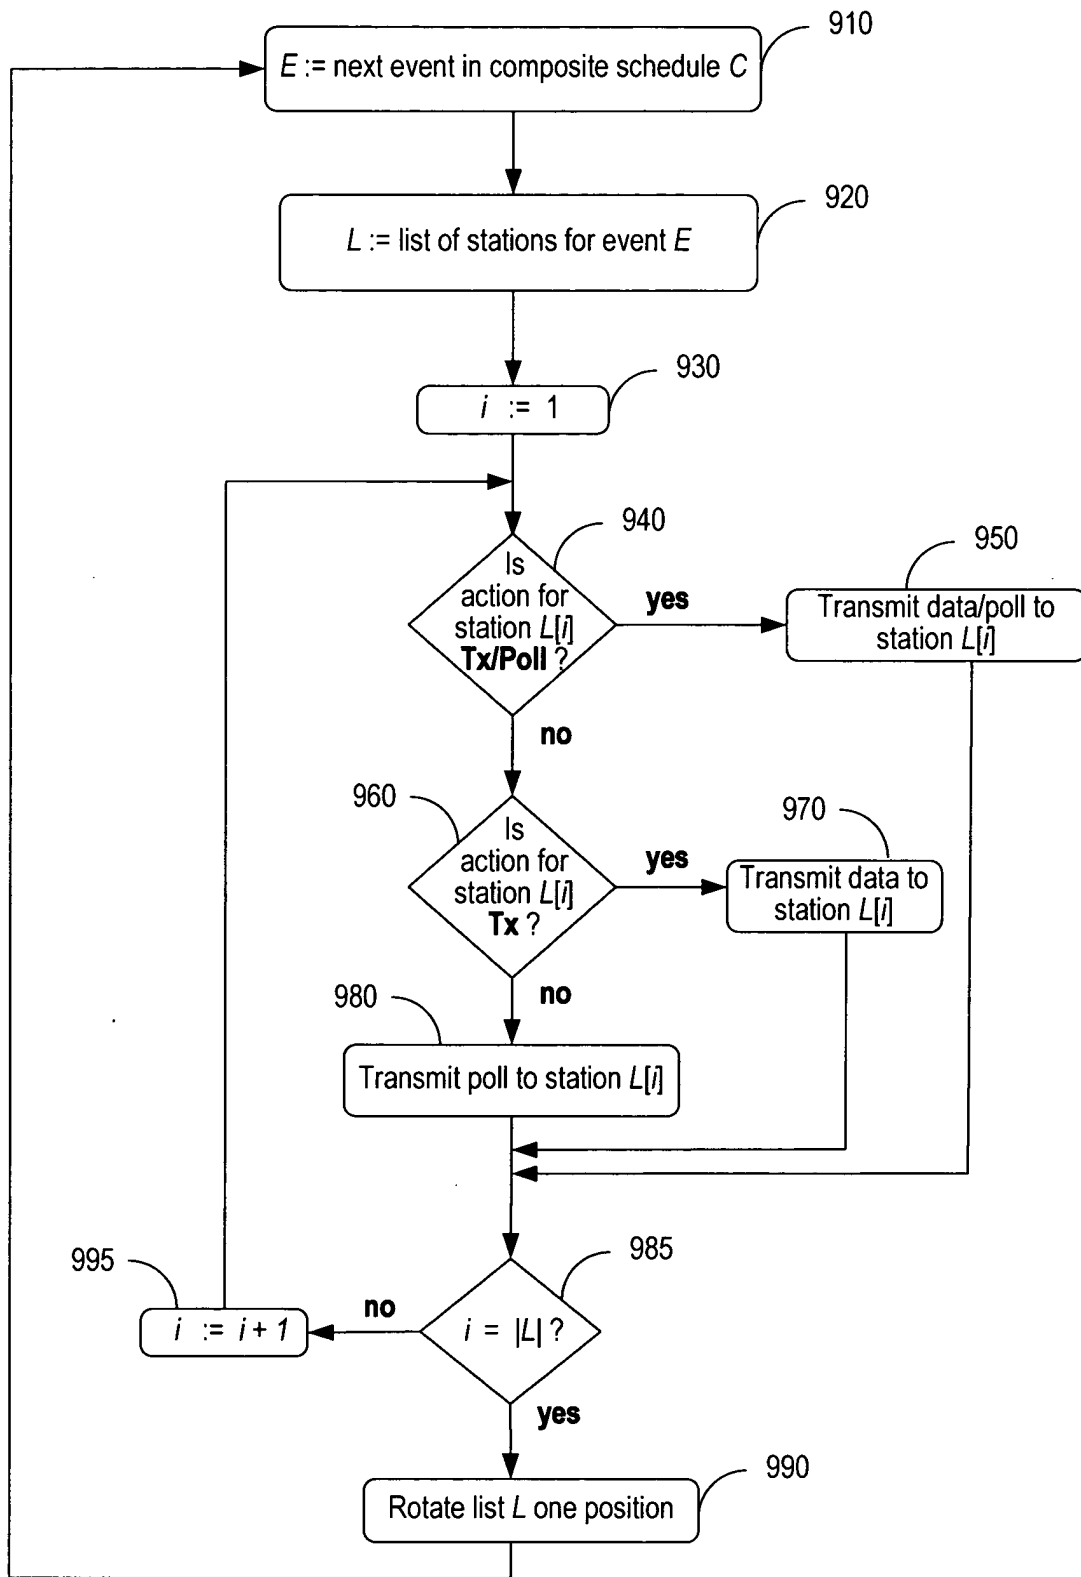 910
E := next event in composite schedule C
920
L := list of stations for event E
930
i := 1
940
Is
action for
station L[i]
Tx/Poll ?
yes
950
Transmit data/poll to
station L[i]
no
960
Is
action for
station L[i]
Tx ?
yes
970
Transmit data to
station L[i]
no
980
Transmit poll to station L[i]
985
i = |L| ?
no
995
i := i + 1
yes
990
Rotate list L one position